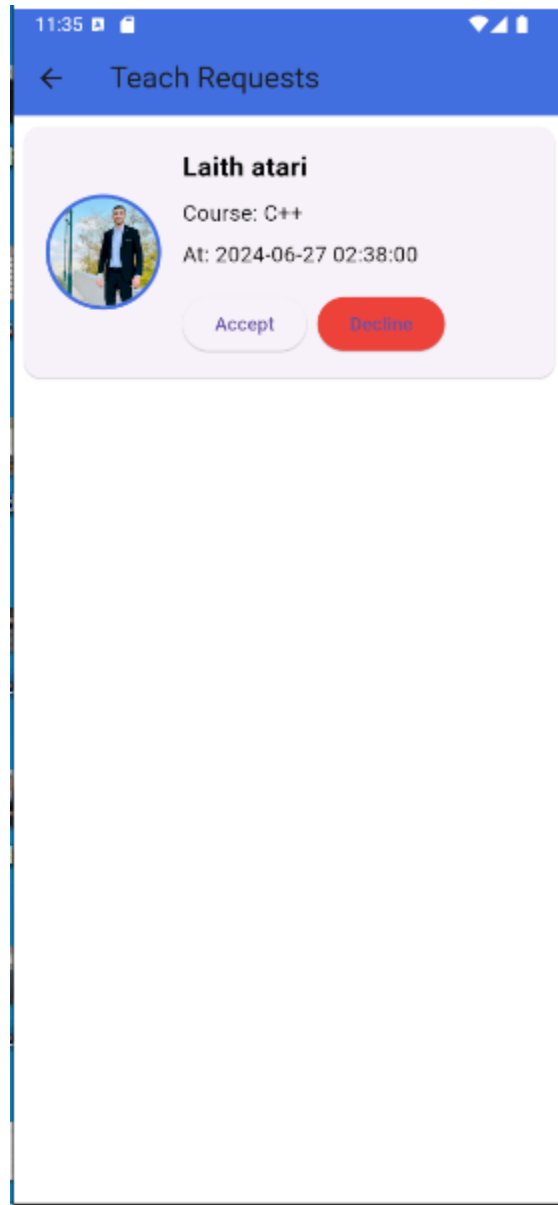 11:35
Teach Requests
Laith atari
Course: C++
At: 2024-06-27 02:38:00
Accept Decline